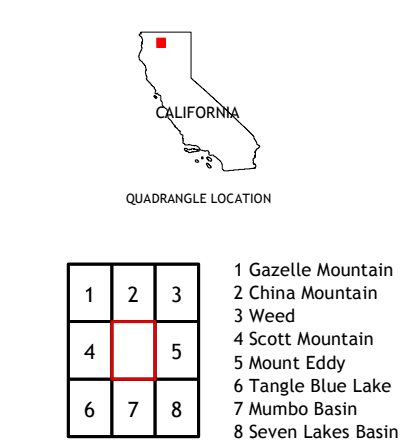 CALIFORNIA
QUADRANGLE LOCATION
1 2 3
4 5
6 7 8
1 Gazelle Mountain
2 China Mountain
3 Weed
4 Scott Mountain
5 Mount Eddy
6 Tangle Blue Lake
7 Mumbo Basin
8 Seven Lakes Basin